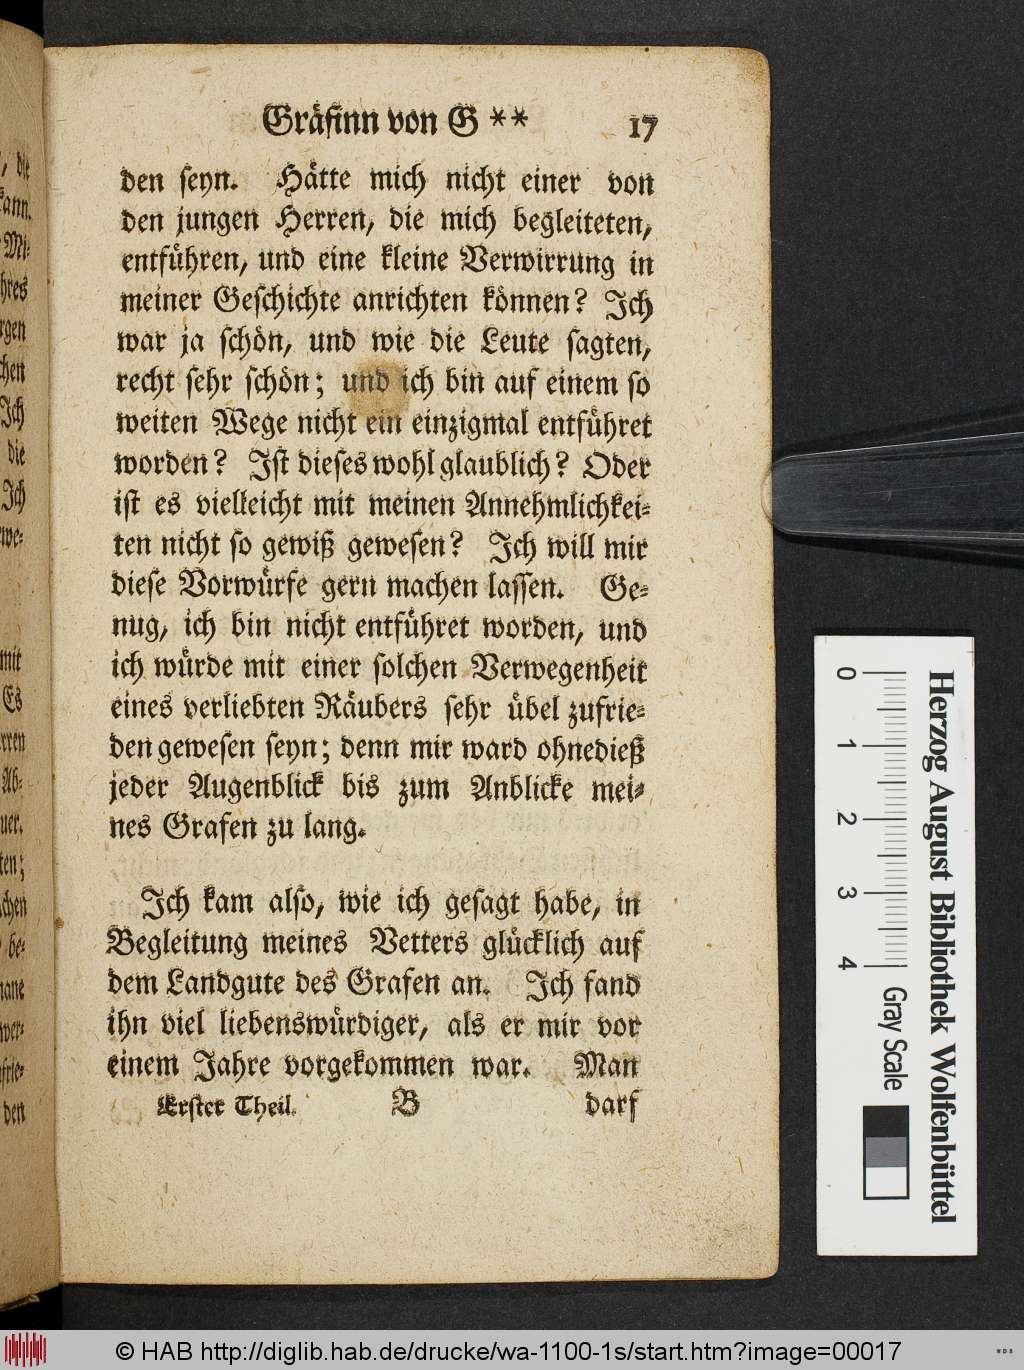 Gräfinn von G ** 17
den seyn. Hätte mich nicht einer von
den jungen Herren, die mich begleiteten,
entführen, und eine kleine Verwirrung in
meiner Geschichte anrichten können? Ich
war ja schön, und wie die Leute sagten,
recht sehr schön; und ich bin auf einem so
weiten Wege nicht ein einzigmal entführet
worden? Ist dieses wohl glaublich? Oder
ist es vielleicht mit meinen Annehmlichkei-
ten nicht so gewiß gewesen? Ich will mir
diese Vorwürfe gern machen lassen. Ge-
nug, ich bin nicht entführet worden, und
ich würde mit einer solchen Verwegenheit
eines verliebten Räubers sehr übel zufrie-
den gewesen seyn; denn mir ward ohnedieß
jeder Augenblick bis zum Anblicke mei-
nes Grafen zu lang.
Ich kam also, wie ich gesagt habe, in
Begleitung meines Vetters glücklich auf
dem Landgute des Grafen an. Ich fand
ihn viel liebenswürdiger, als er mir vor
einem Jahre vorgekommen war. Man
Erster Theil. B darf
Herzog August Bibliothek Wolfenbüttel
0 1 2 3 4 Gray Scale
© HAB http://diglib.hab.de/drucke/wa-1100-1s/start.htm?image=00017